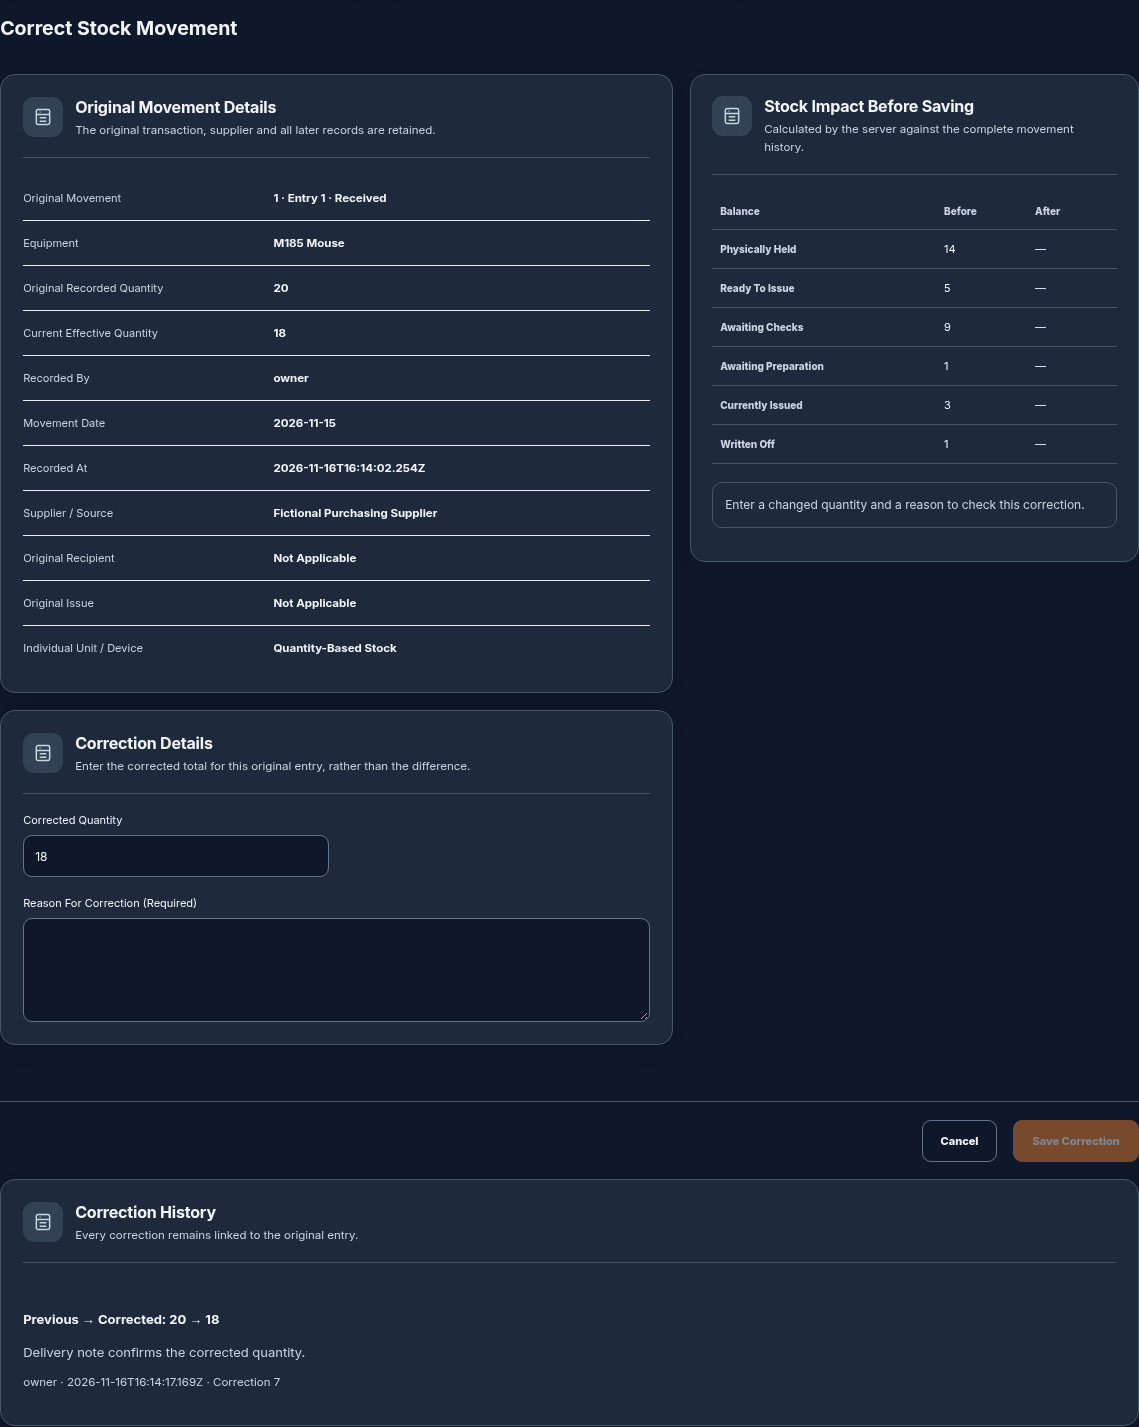 Correct Stock Movement
Original Movement Details
The original transaction, supplier and all later records are retained.
Original Movement 1 · Entry 1 · Received
Equipment M185 Mouse
Original Recorded Quantity 20
Current Effective Quantity 18
Recorded By owner
Movement Date 2026-11-15
Recorded At 2026-11-16T16:14:02.254Z
Supplier / Source Fictional Purchasing Supplier
Original Recipient Not Applicable
Original Issue Not Applicable
Individual Unit / Device Quantity-Based Stock
Stock Impact Before Saving
Calculated by the server against the complete movement
history.
Balance Before After
Physically Held 14 —
Ready To Issue 5 —
Awaiting Checks 9 —
Awaiting Preparation 1 —
Currently Issued 3 —
Written Off 1 —
Enter a changed quantity and a reason to check this correction.
Correction Details
Enter the corrected total for this original entry, rather than the difference.
Corrected Quantity
18
Reason For Correction (Required)
Cancel Save Correction
Correction History
Every correction remains linked to the original entry.
Previous → Corrected: 20 → 18
Delivery note confirms the corrected quantity.
owner · 2026-11-16T16:14:17.169Z · Correction 7